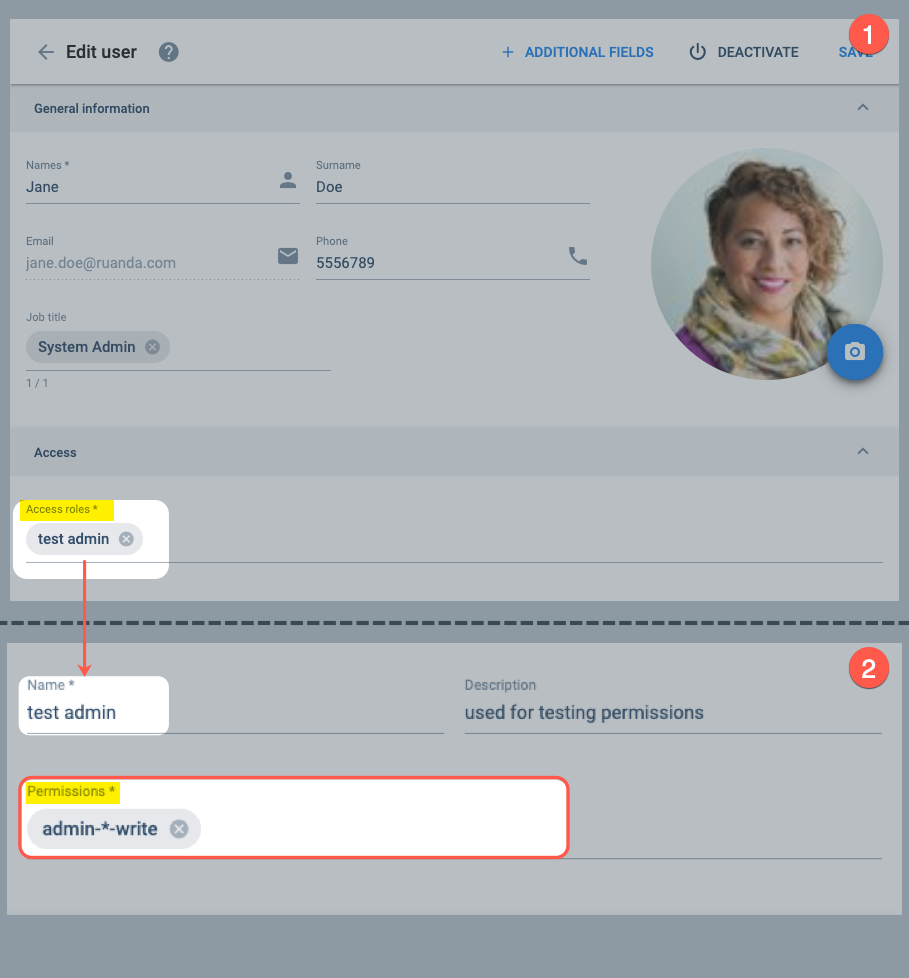 Edit user ?
+ ADDITIONAL FIELDS DEACTIVATE SAVE
1
General information
Names *
Jane
Surname
Doe
Email
jane.doe@ruanda.com
Phone
5556789
Job title
System Admin
1 / 1
Access
Access roles *
test admin
2
Name *
test admin
Description
used for testing permissions
Permissions *
admin-*-write